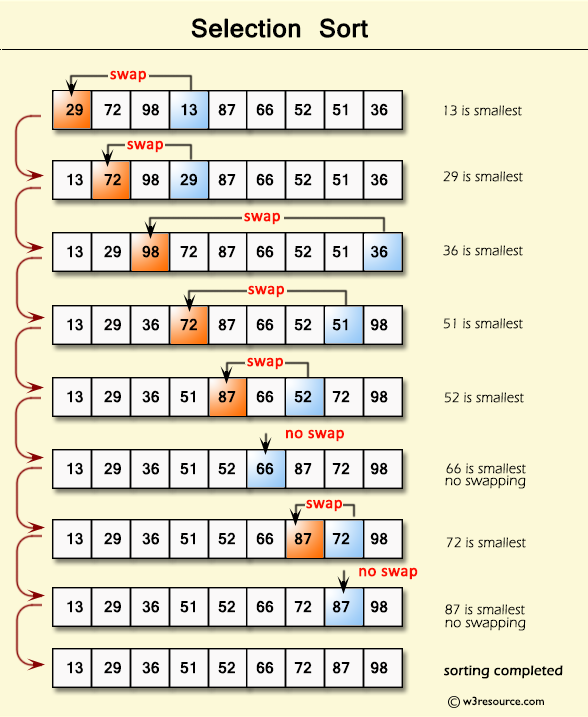 Selection Sort
swap
29 72 98 13 87 66 52 51 36
13 is smallest
swap
13 72 98 29 87 66 52 51 36
29 is smallest
swap
13 29 98 72 87 66 52 51 36
36 is smallest
swap
13 29 36 72 87 66 52 51 98
51 is smallest
swap
13 29 36 51 87 66 52 72 98
52 is smallest
no swap
13 29 36 51 52 66 87 72 98
66 is smallest
no swapping
swap
13 29 36 51 52 66 87 72 98
72 is smallest
no swap
13 29 36 51 52 66 72 87 98
87 is smallest
no swapping
13 29 36 51 52 66 72 87 98
sorting completed
© w3resource.com